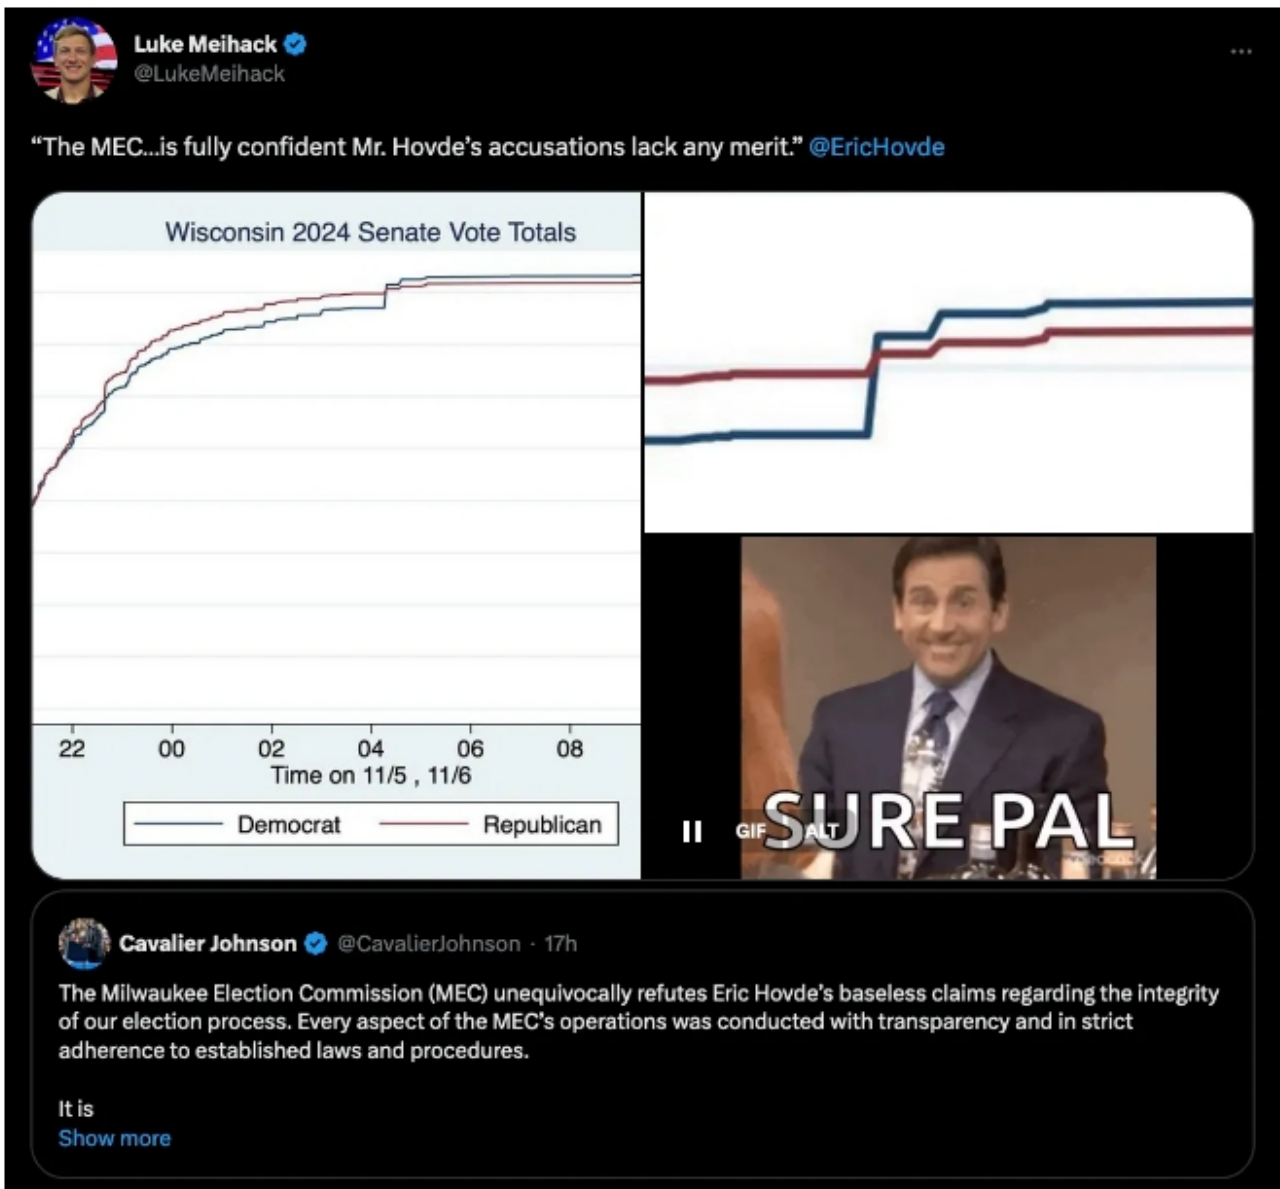 Luke Meihack
@LukeMeihack
“The MEC...is fully confident Mr. Hovde’s accusations lack any merit.” @EricHovde
Wisconsin 2024 Senate Vote Totals
22 00 02 04 06 08
Time on 11/5 , 11/6
Democrat Republican
GIF ALT
SURE PAL
peacock
Cavalier Johnson @CavalierJohnson · 17h
The Milwaukee Election Commission (MEC) unequivocally refutes Eric Hovde’s baseless claims regarding the integrity
of our election process. Every aspect of the MEC’s operations was conducted with transparency and in strict
adherence to established laws and procedures.
It is
Show more